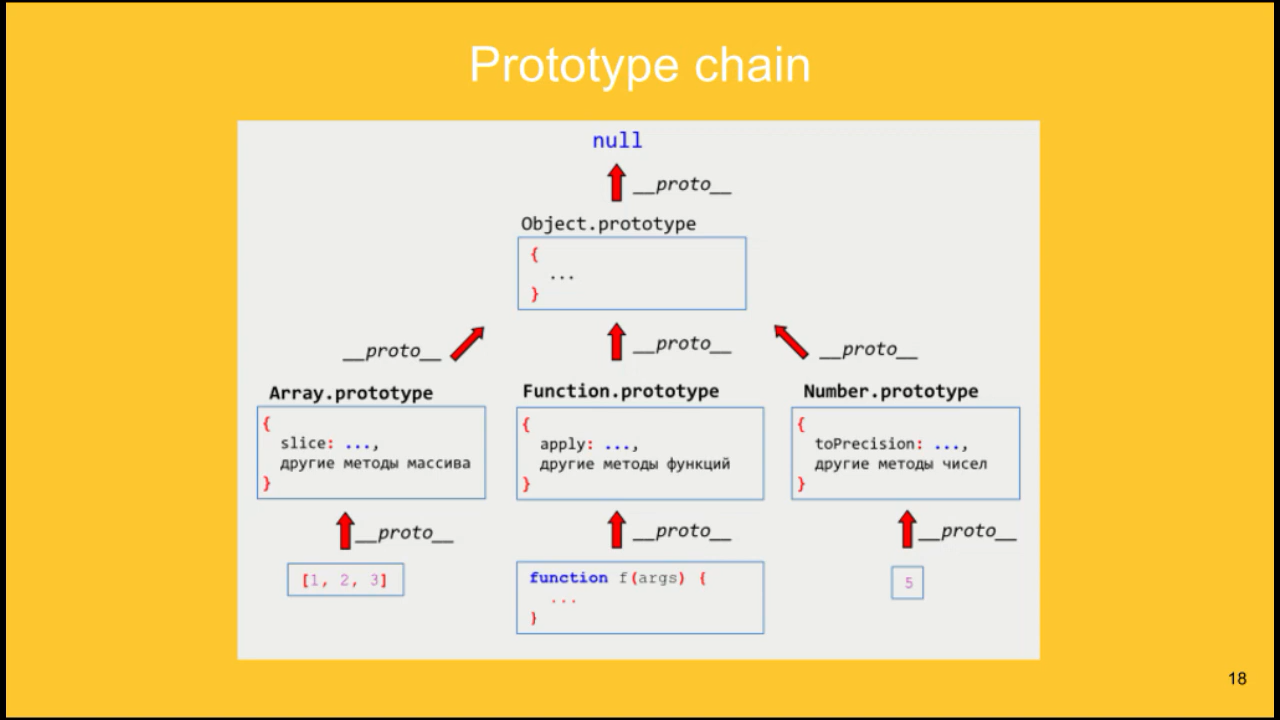 Prototype chain
null
__proto__
Object.prototype
{
...
}
__proto__
__proto__
__proto__
Array.prototype
Function.prototype
Number.prototype
{
slice: ...,
другие методы массива
}
{
apply: ...,
другие методы функций
}
{
toPrecision: ...,
другие методы чисел
}
__proto__
__proto__
__proto__
[1, 2, 3]
function f(args) {
...
}
5
18